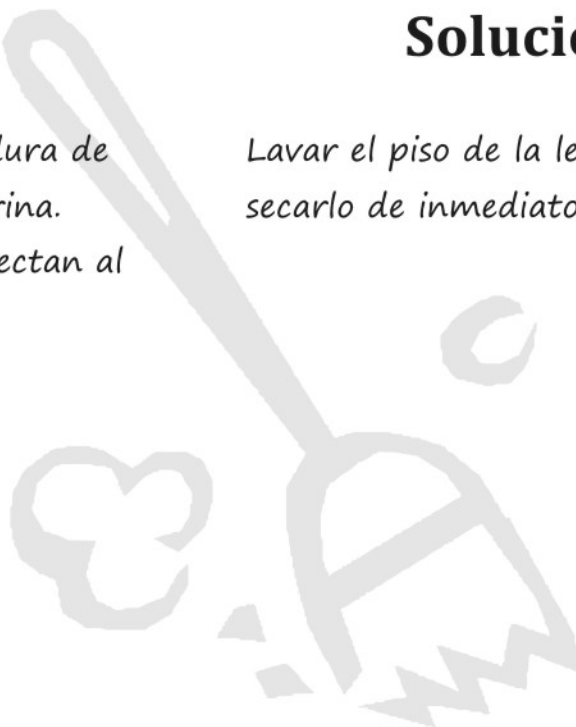 Solucio
lura de
rina.
ectan al
Lavar el piso de la le
secarlo de inmediato